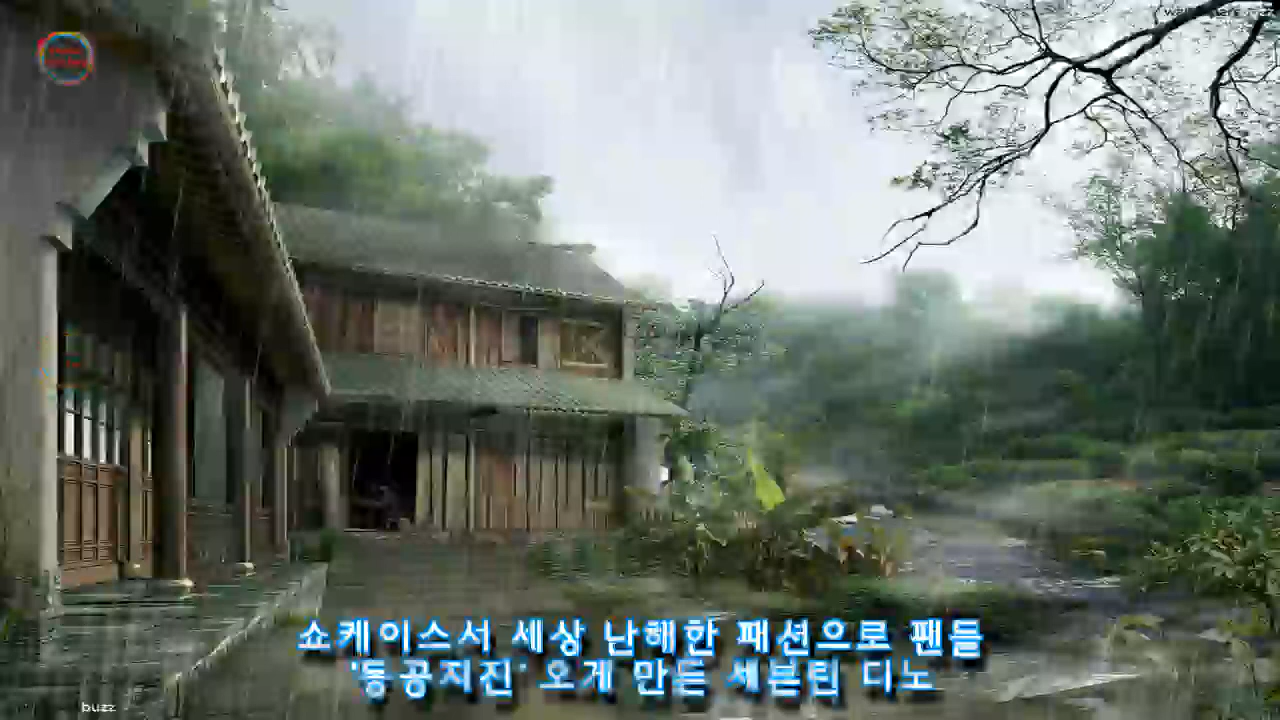 쇼케이스서 세상 난해한 패션으로 팬들
'동공지진' 오게 만든 세븐틴 디노
buzz